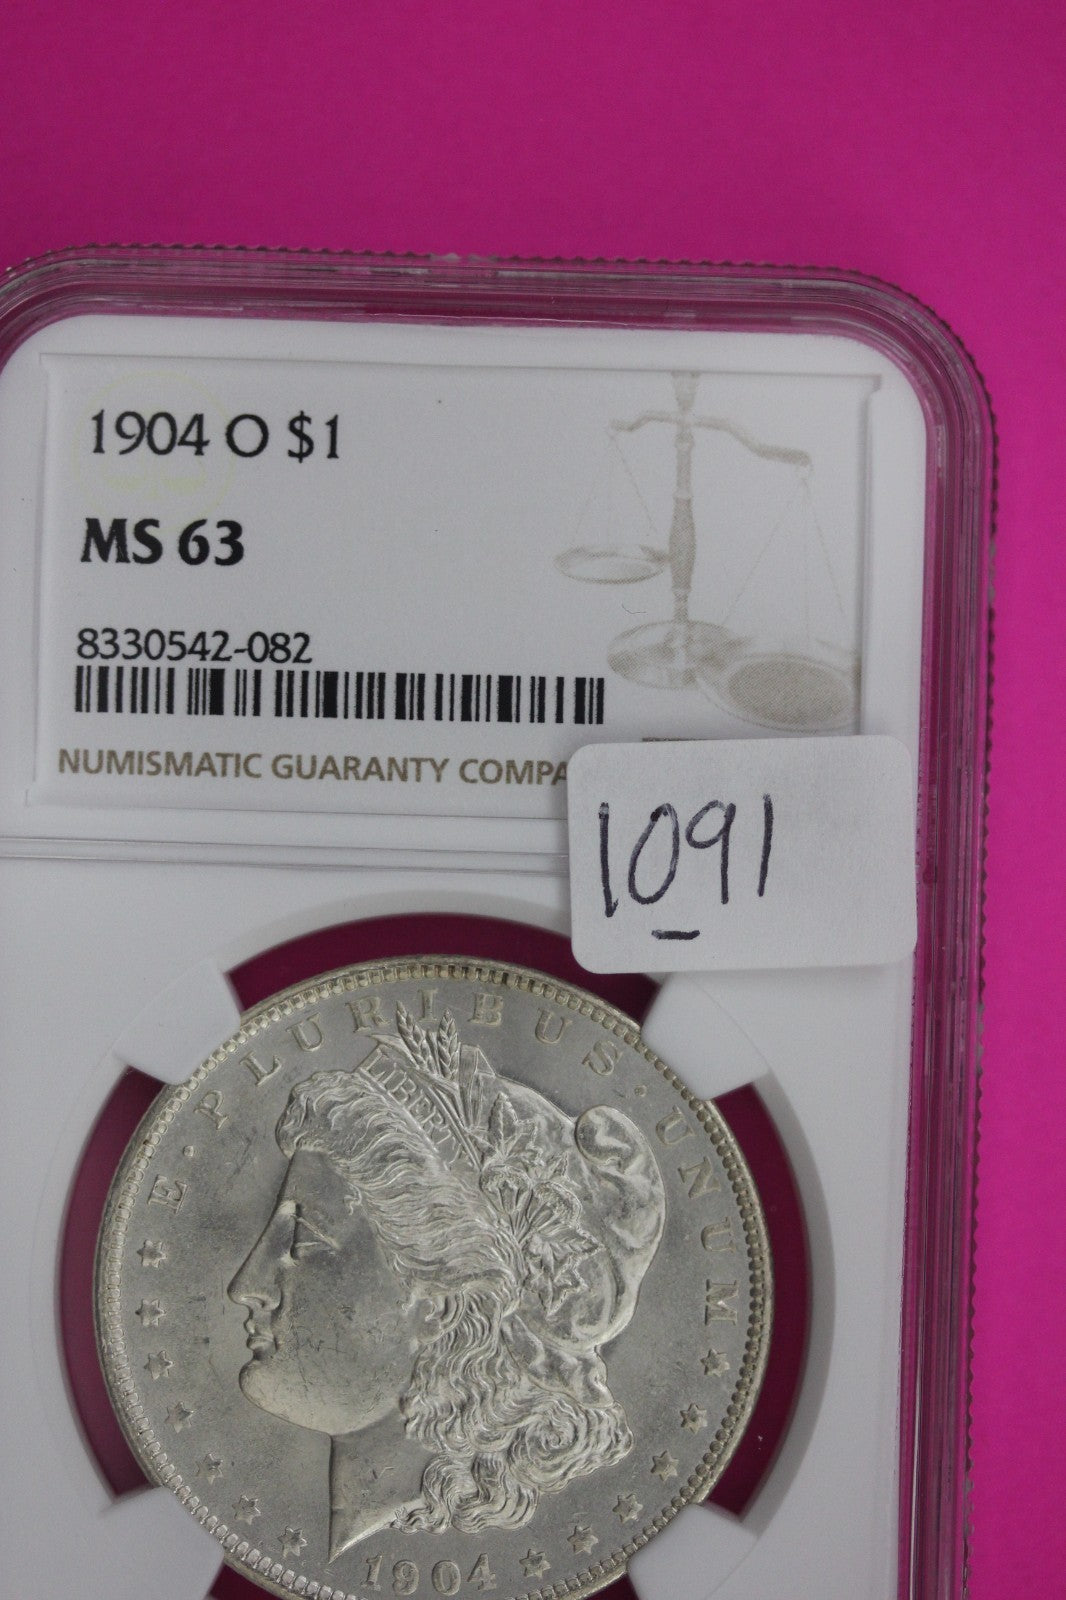 1904 O $1
MS 63
8330542-082
NUMISMATIC GUARANTY COMPA
1091
E · PLURIBUS · UNUM
LIBERTY
1904